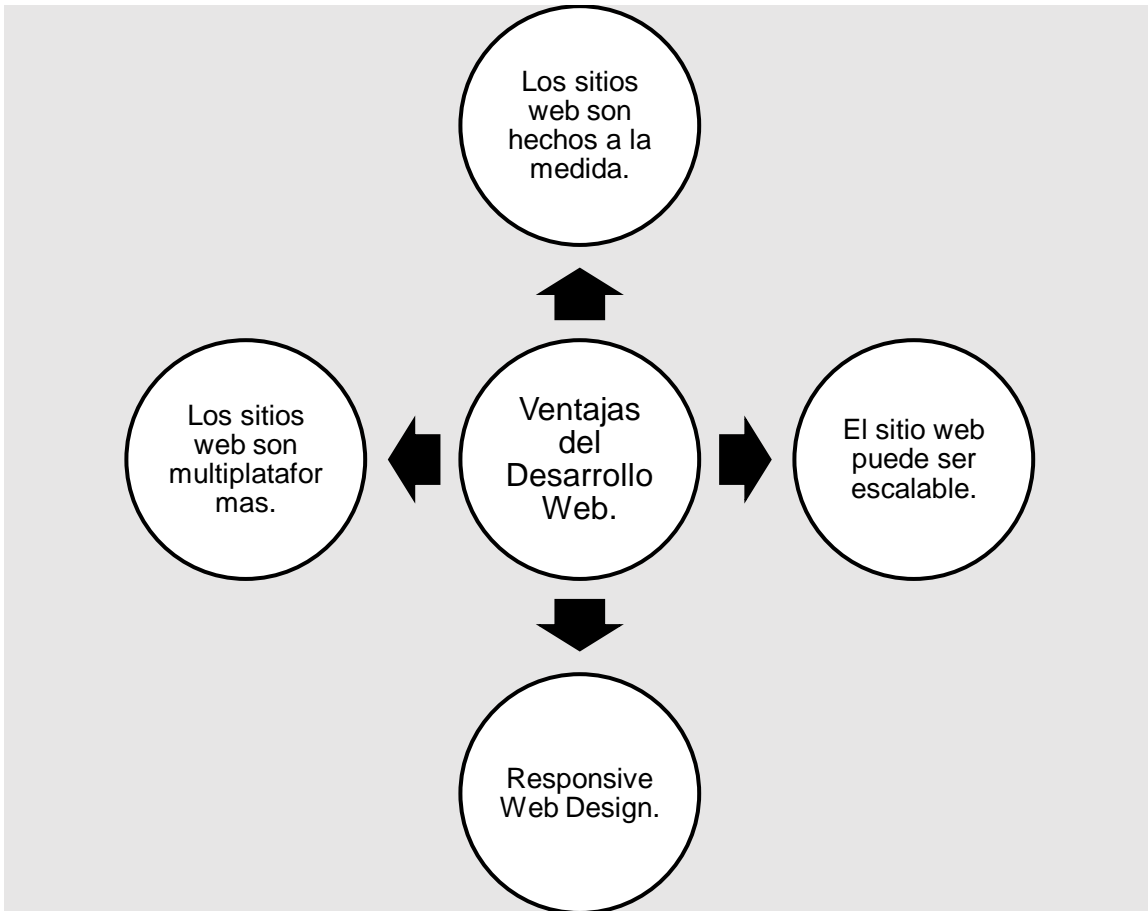 Los sitios
web son
hechos a la
medida.
Los sitios
web son
multiplatafor
mas.
Ventajas
del
Desarrollo
Web.
El sitio web
puede ser
escalable.
Responsive
Web Design.